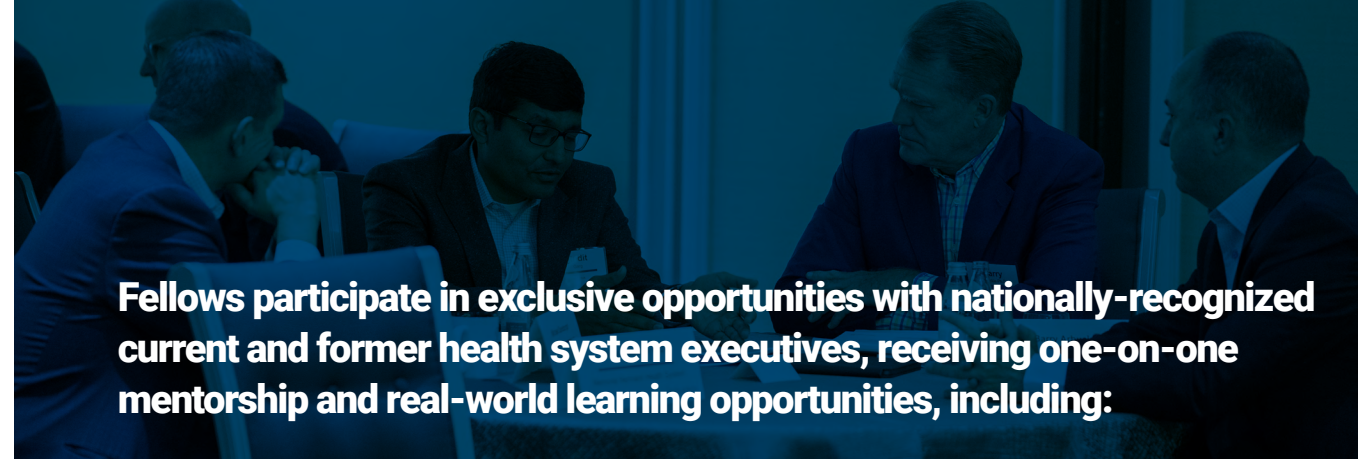 Fellows participate in exclusive opportunities with nationally-recognized
current and former health system executives, receiving one-on-one
mentorship and real-world learning opportunities, including: